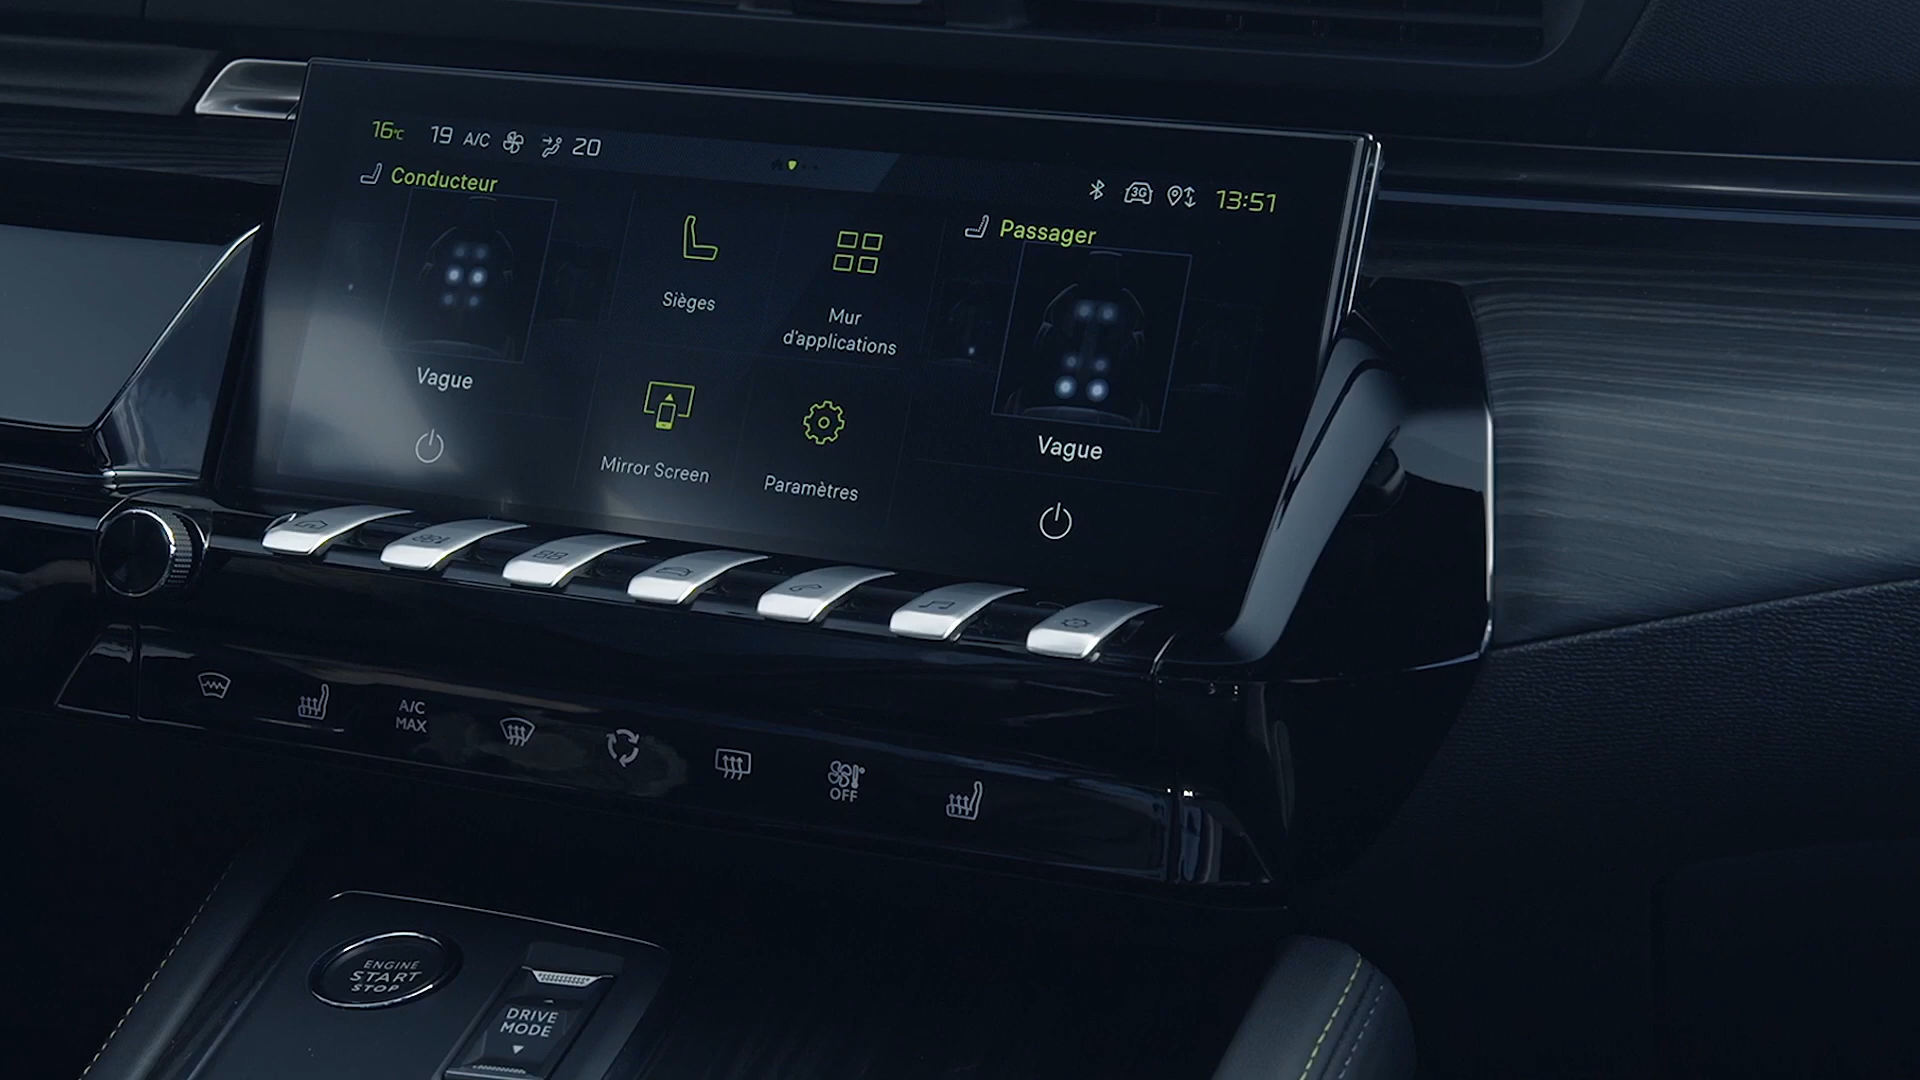 16°C 19 A/C 20
3G 13:51
Conducteur
Passager
Sièges
Mur
d'applications
Vague
Vague
Mirror Screen
Paramètres
A/C
MAX
OFF
ENGINE
START
STOP
DRIVE
MODE